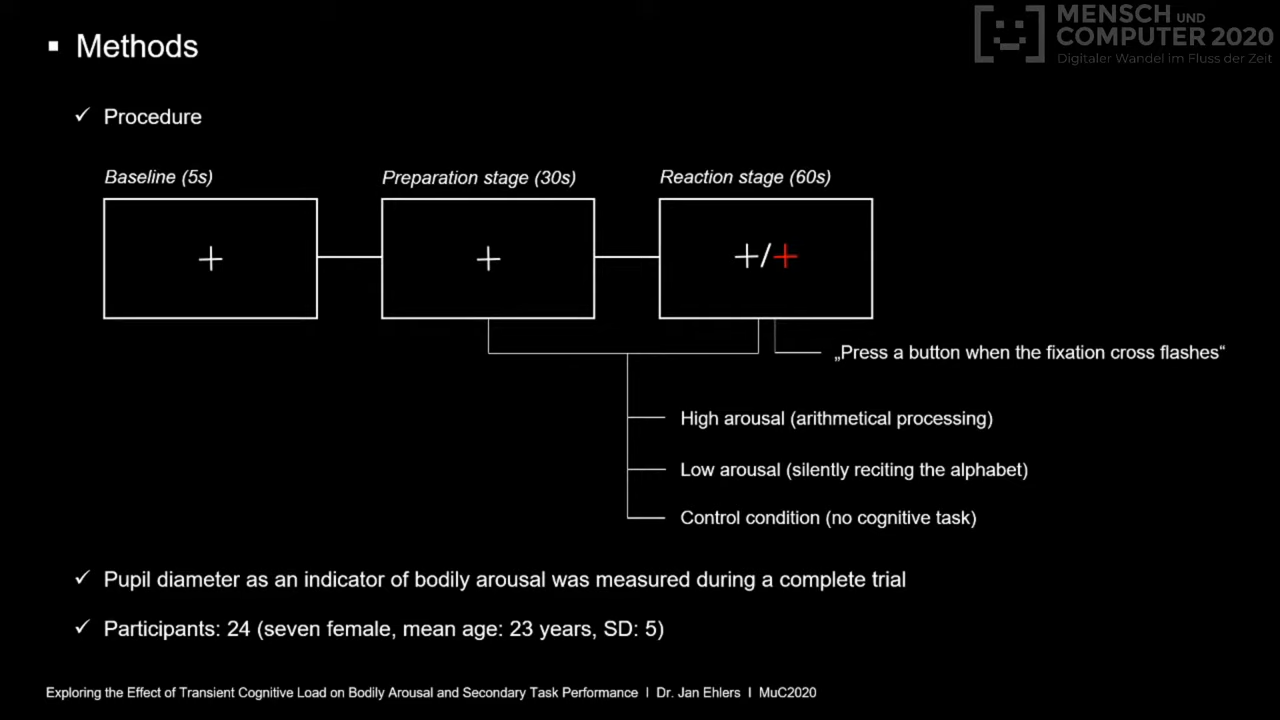 MENSCH UND
COMPUTER 2020
Digitaler Wandel im Fluss der Zeit
▪ Methods
✓ Procedure
Baseline (5s)
Preparation stage (30s)
Reaction stage (60s)
+
+
+/+
„Press a button when the fixation cross flashes“
High arousal (arithmetical processing)
Low arousal (silently reciting the alphabet)
Control condition (no cognitive task)
✓ Pupil diameter as an indicator of bodily arousal was measured during a complete trial
✓ Participants: 24 (seven female, mean age: 23 years, SD: 5)
Exploring the Effect of Transient Cognitive Load on Bodily Arousal and Secondary Task Performance I Dr. Jan Ehlers I MuC2020